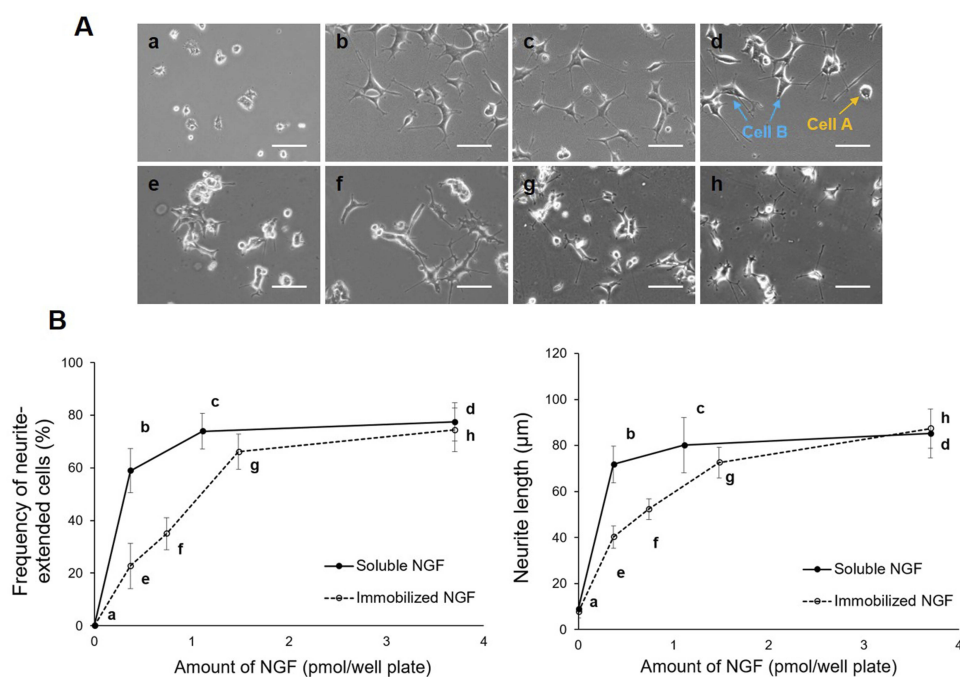 A
a
b
c
d
Cell B
Cell A
e
f
g
h
B
Frequency of neurite-
extended cells (%)
100
80
60
40
20
0
a
b
c
d
e
f
g
h
Soluble NGF
Immobilized NGF
0
1
2
3
4
Amount of NGF (pmol/well plate)
Neurite length (µm)
120
100
80
60
40
20
0
a
b
c
d
e
f
g
h
Soluble NGF
Immobilized NGF
0
1
2
3
4
Amount of NGF (pmol/well plate)